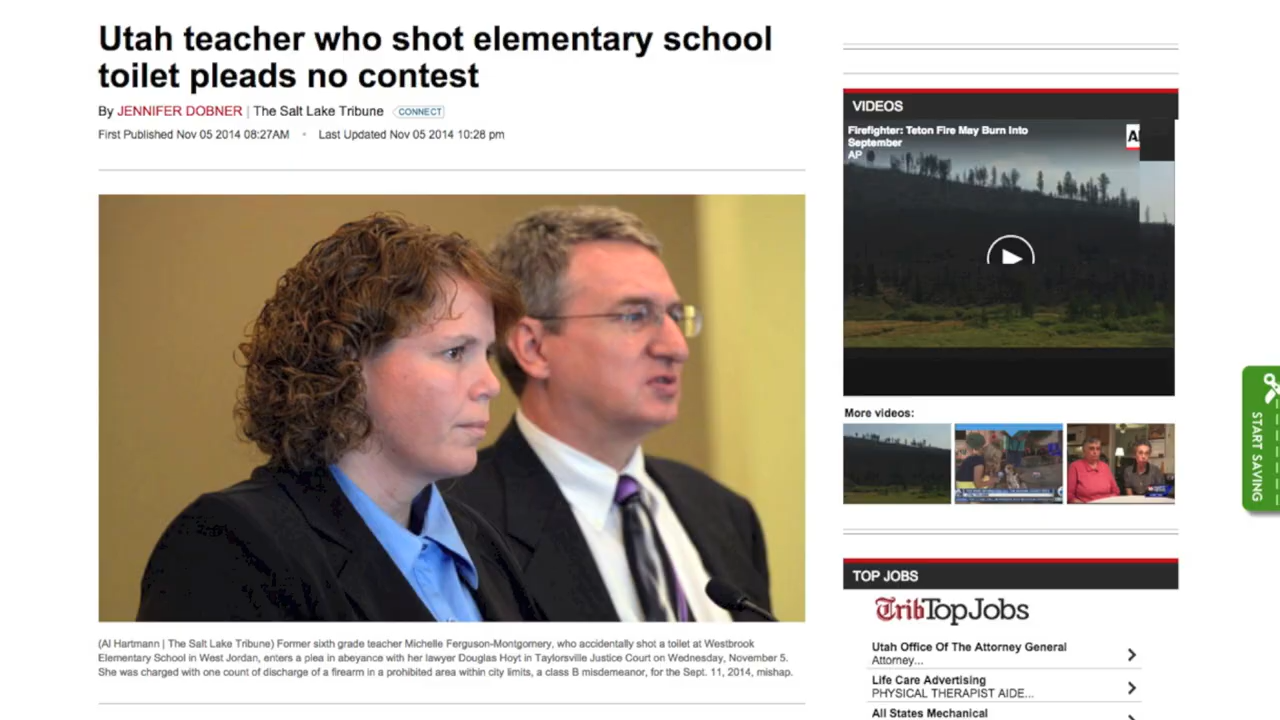 Utah teacher who shot elementary school
toilet pleads no contest
By JENNIFER DOBNER | The Salt Lake Tribune CONNECT
First Published Nov 05 2014 08:27AM • Last Updated Nov 05 2014 10:28 pm
(Al Hartmann | The Salt Lake Tribune) Former sixth grade teacher Michelle Ferguson-Montgomery, who accidentally shot a toilet at Westbrook
Elementary School in West Jordan, enters a plea in abeyance with her lawyer Douglas Hoyt in Taylorsville Justice Court on Wednesday, November 5.
She was charged with one count of discharge of a firearm in a prohibited area within city limits, a class B misdemeanor, for the Sept. 11, 2014, mishap.
VIDEOS
Firefighter: Teton Fire May Burn Into
September
AP
A
More videos:
START SAVING
TOP JOBS
TribTopJobs
Utah Office Of The Attorney General
Attorney...
Life Care Advertising
PHYSICAL THERAPIST AIDE...
All States Mechanical